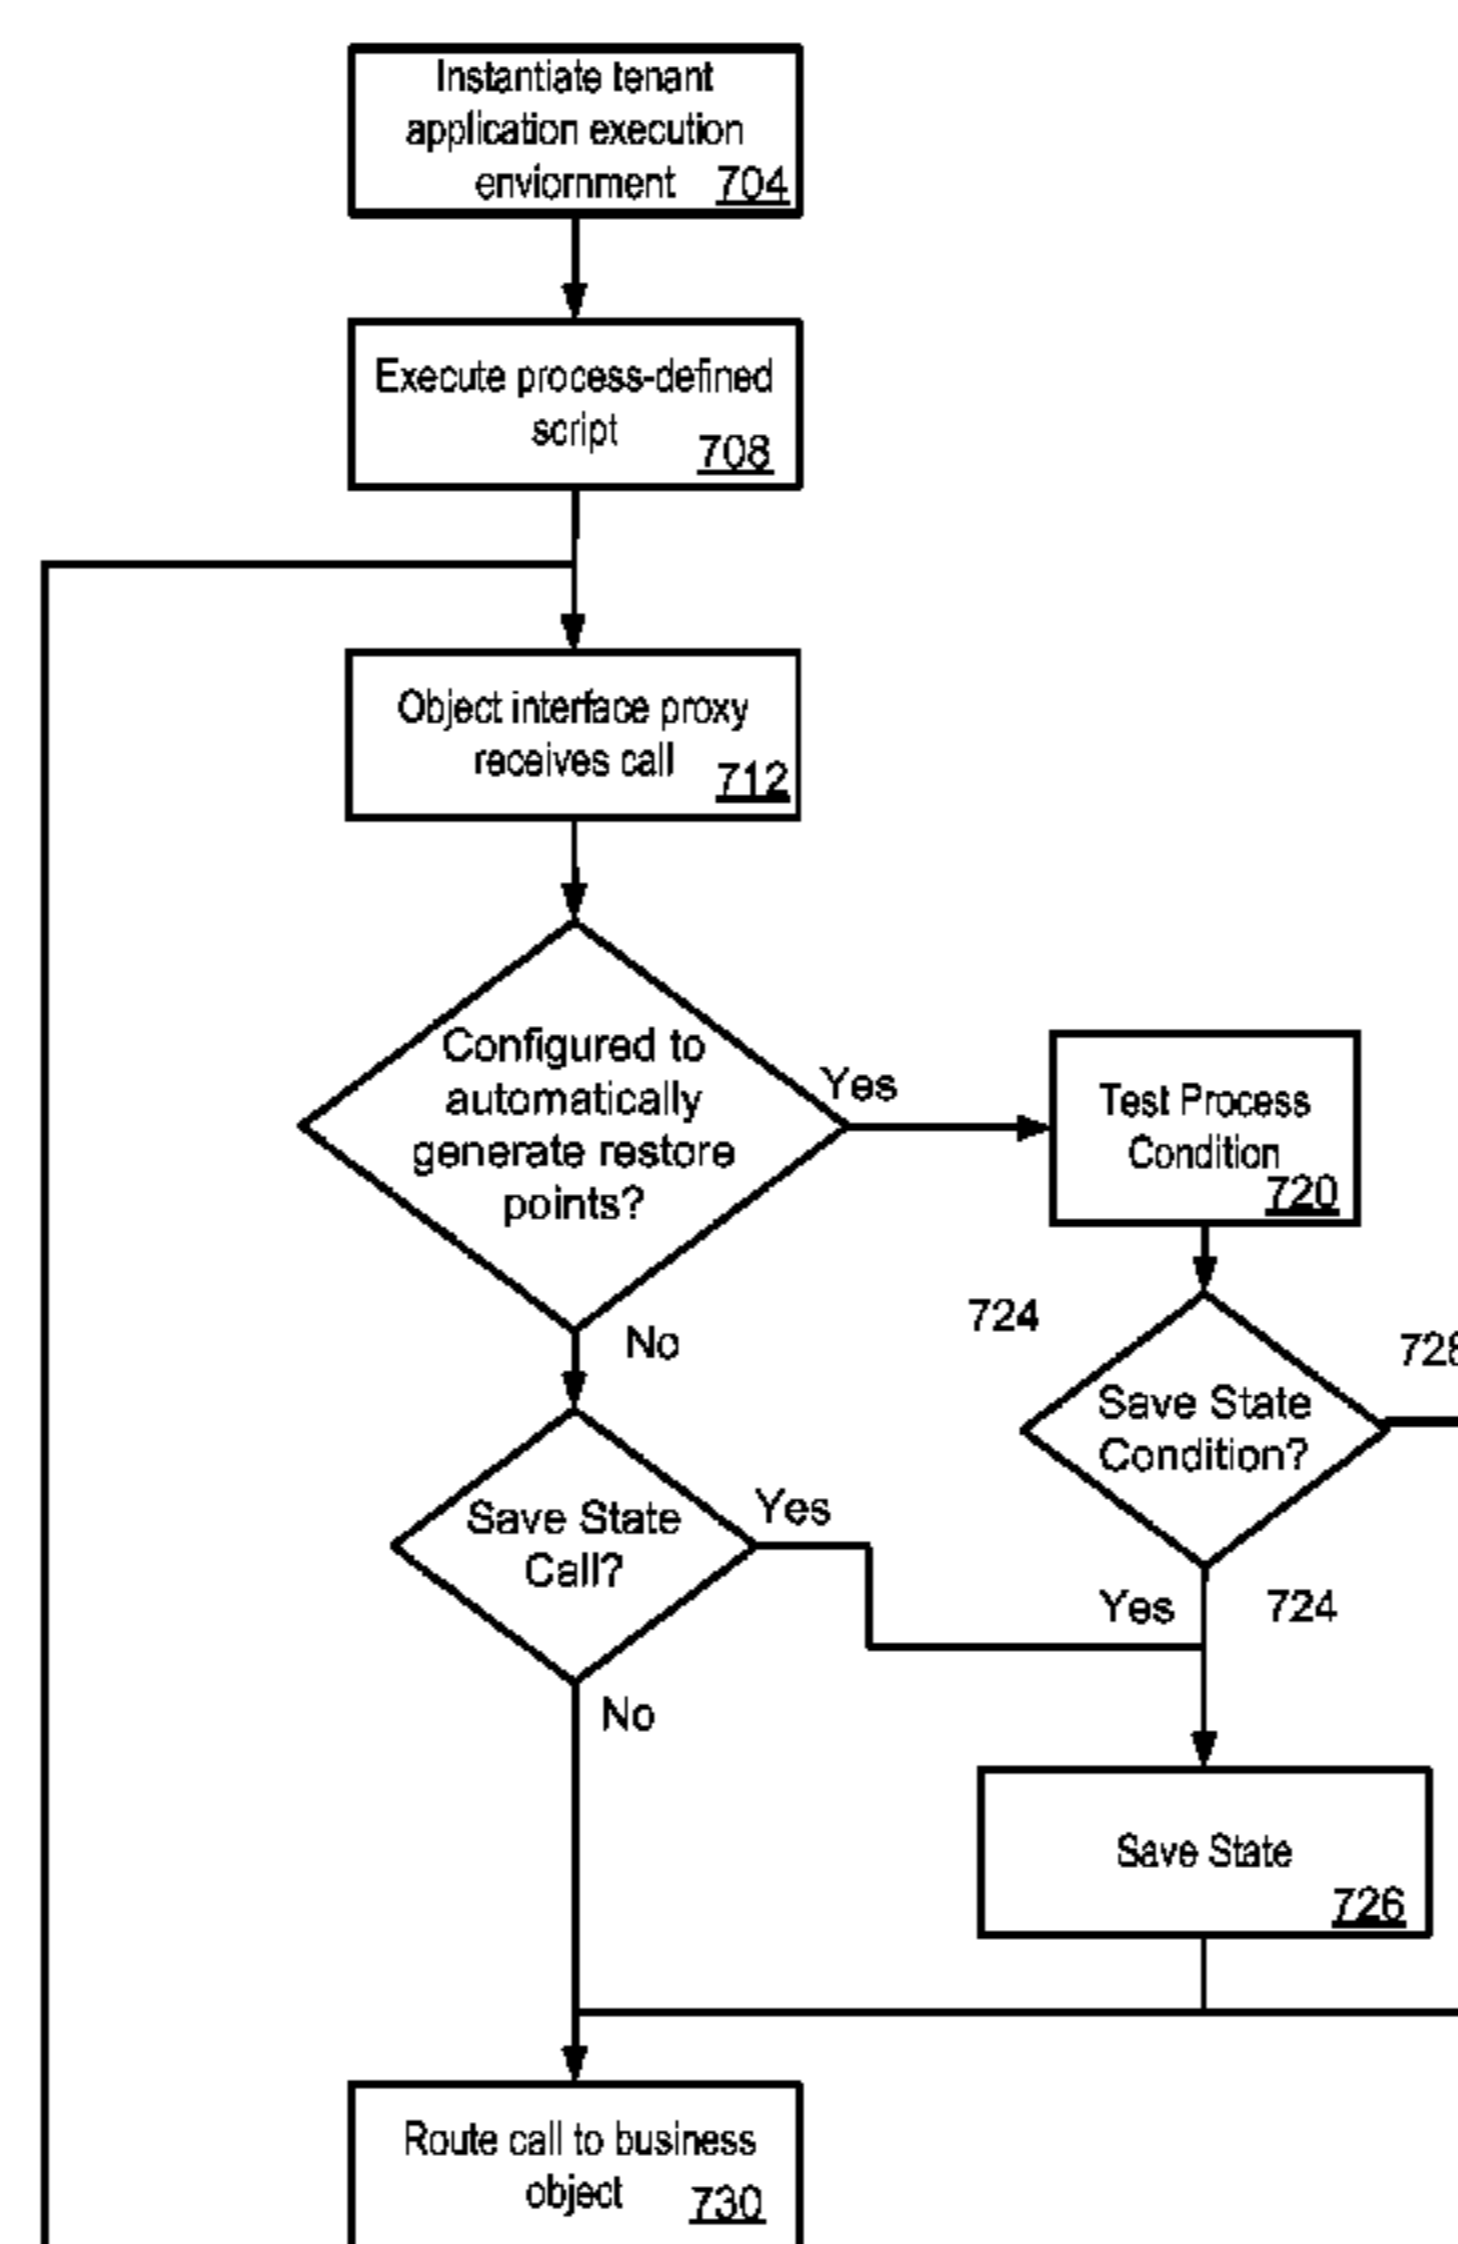 Instantiate tenant
application execution
enviornment 704
Execute process-defined
script
708
Object interface proxy
receives call
712
Configured to
automatically
generate restore
points?
Yes
Test Process
Condition
720
No
724
728
Save State
Condition?
Save State
Call?
Yes
Yes 724
No
Save State
726
Route call to business
object 730